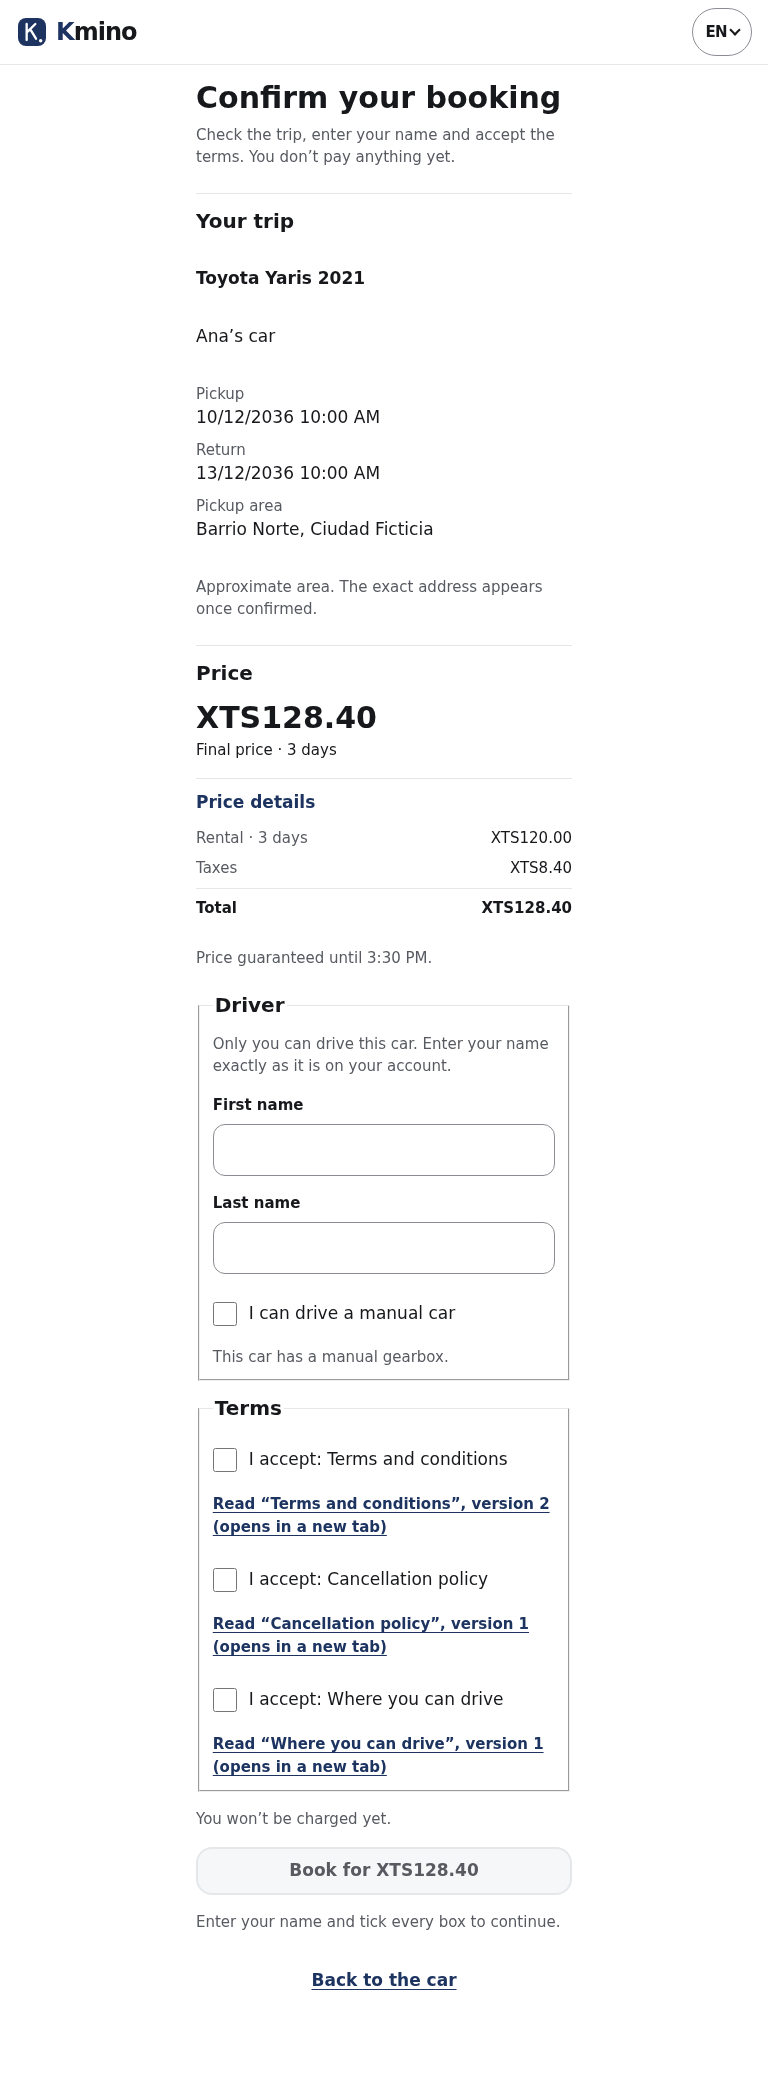 K Kmino
EN
Confirm your booking
Check the trip, enter your name and accept the
terms. You don’t pay anything yet.
Your trip
Toyota Yaris 2021
Ana’s car
Pickup
10/12/2036 10:00 AM
Return
13/12/2036 10:00 AM
Pickup area
Barrio Norte, Ciudad Ficticia
Approximate area. The exact address appears
once confirmed.
Price
XTS128.40
Final price · 3 days
Price details
Rental · 3 days XTS120.00
Taxes XTS8.40
Total XTS128.40
Price guaranteed until 3:30 PM.
Driver
Only you can drive this car. Enter your name
exactly as it is on your account.
First name
Last name
I can drive a manual car
This car has a manual gearbox.
Terms
I accept: Terms and conditions
Read “Terms and conditions”, version 2
(opens in a new tab)
I accept: Cancellation policy
Read “Cancellation policy”, version 1
(opens in a new tab)
I accept: Where you can drive
Read “Where you can drive”, version 1
(opens in a new tab)
You won’t be charged yet.
Book for XTS128.40
Enter your name and tick every box to continue.
Back to the car